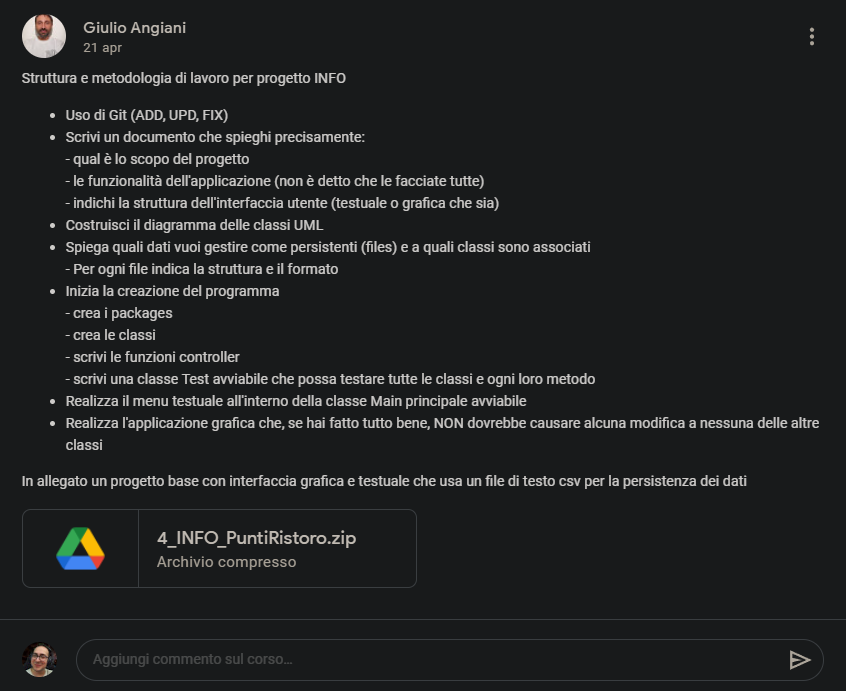 Giulio Angiani
21 apr
Struttura e metodologia di lavoro per progetto INFO
• Uso di Git (ADD, UPD, FIX)
• Scrivi un documento che spieghi precisamente:
- qual è lo scopo del progetto
- le funzionalità dell'applicazione (non è detto che le facciate tutte)
- indichi la struttura dell'interfaccia utente (testuale o grafica che sia)
• Costruisci il diagramma delle classi UML
• Spiega quali dati vuoi gestire come persistenti (files) e a quali classi sono associati
- Per ogni file indica la struttura e il formato
• Inizia la creazione del programma
- crea i packages
- crea le classi
- scrivi le funzioni controller
- scrivi una classe Test avviabile che possa testare tutte le classi e ogni loro metodo
• Realizza il menu testuale all'interno della classe Main principale avviabile
• Realizza l'applicazione grafica che, se hai fatto tutto bene, NON dovrebbe causare alcuna modifica a nessuna delle altre
classi
In allegato un progetto base con interfaccia grafica e testuale che usa un file di testo csv per la persistenza dei dati
4_INFO_PuntiRistoro.zip
Archivio compresso
Aggiungi commento sul corso…